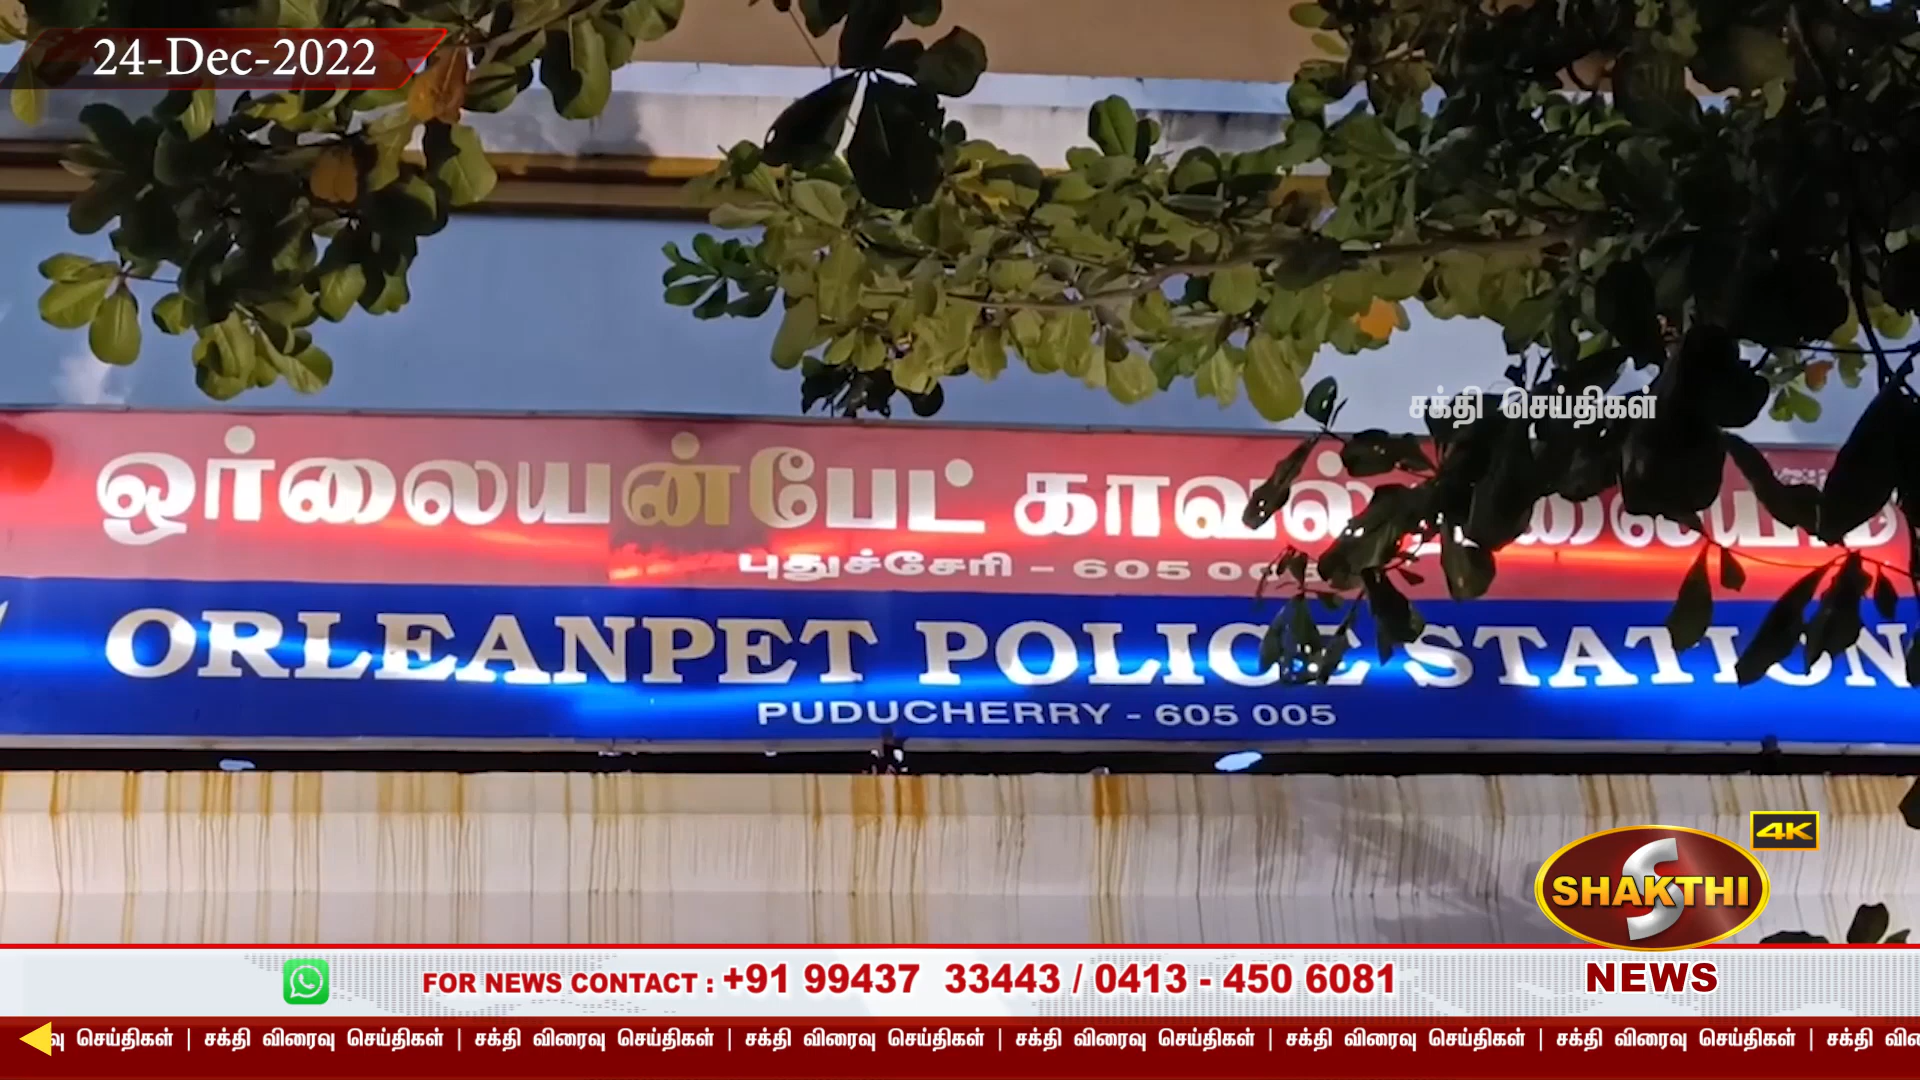 24-Dec-2022
சக்தி செய்திகள்
ஒர்லையன்பேட் காவல்
புதுச்சேரி - 605 00
ORLEANPET POLICE STATION
PUDUCHERRY - 605 005
4K
S
SHAKTHI
NEWS
FOR NEWS CONTACT : +91 99437 33443 / 0413 - 450 6081
வு செய்திகள் | சக்தி விரைவு செய்திகள் | சக்தி விரைவு செய்திகள் | சக்தி விரைவு செய்திகள் | சக்தி விரைவு செய்திகள் | சக்தி விரைவு செய்திகள் | சக்தி விரைவு செய்திகள் | சக்தி